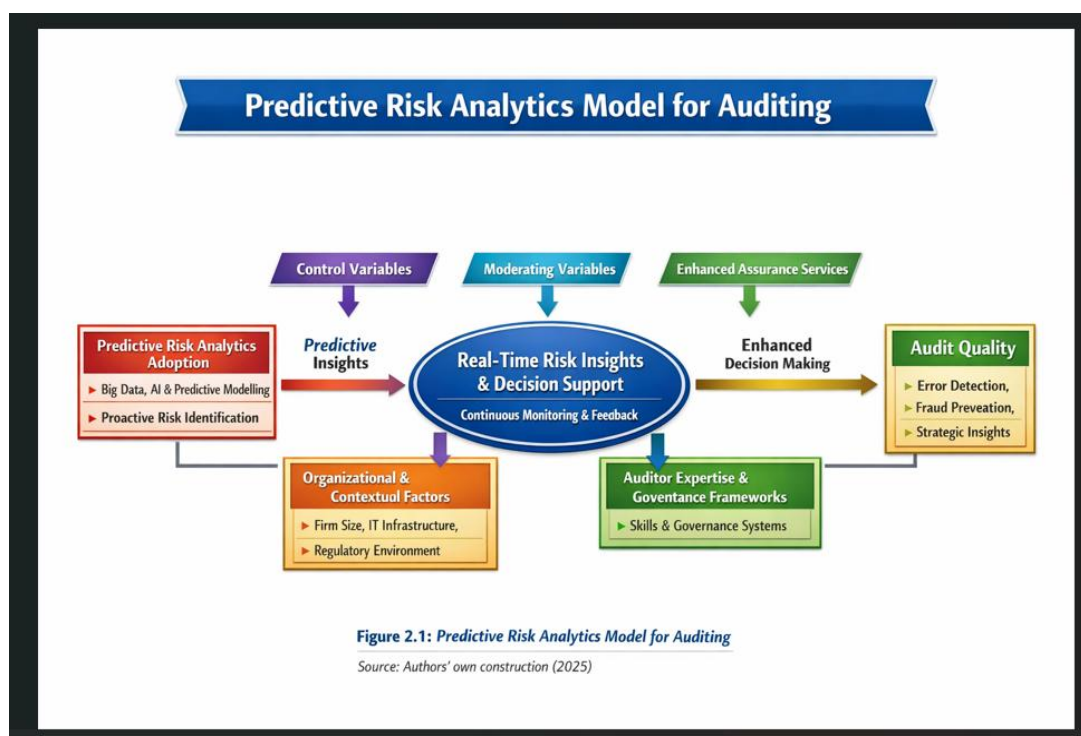 Predictive Risk Analytics Model for Auditing
Control Variables
Moderating Variables
Enhanced Assurance Services
Predictive Risk Analytics
Adoption
Big Data, AI & Predictive Modelling
Proactive Risk Identification
Predictive
Insights
Real-Time Risk Insights
& Decision Support
Continuous Monitoring & Feedback
Enhanced
Decision Making
Audit Quality
Error Detection,
Fraud Preveation,
Strategic Insights
Organizational &
Contextual Factors
Firm Size, IT Infrastructure,
Regulatory Environment
Auditor Expertise &
Goventance Frameworks
Skills & Governance Systems
Figure 2.1: Predictive Risk Analytics Model for Auditing
Source: Authors' own construction (2025)